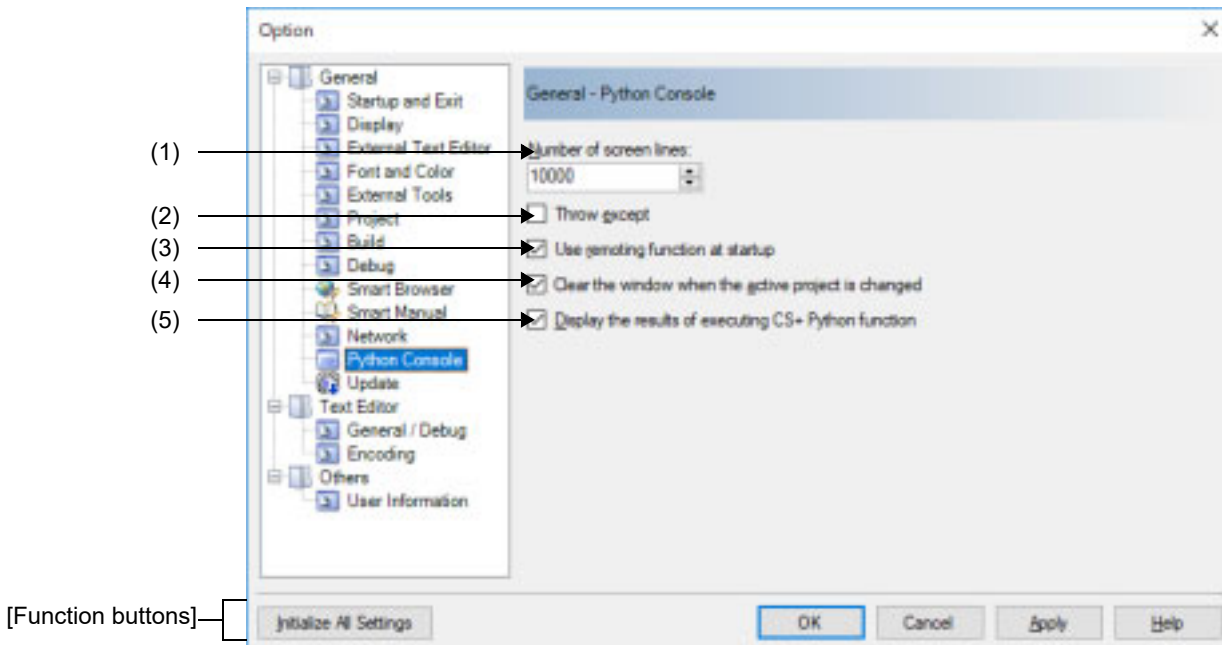 Option
General
Startup and Exit
Display
External Text Editor
Font and Color
External Tools
Project
Build
Debug
Smart Browser
Smart Manual
Network
Python Console
Update
Text Editor
General / Debug
Encoding
Others
User Information
General - Python Console
(1)
Number of screen lines:
10000
(2)
Throw except
(3)
Use remoting function at startup
(4)
Clear the window when the active project is changed
(5)
Display the results of executing CS+ Python function
[Function buttons]
Initialize All Settings
OK
Cancel
Apply
Help